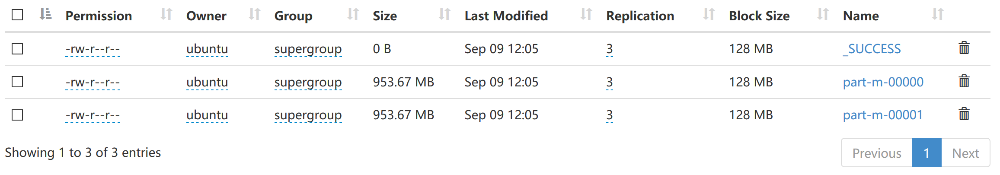 Permission Owner Group Size Last Modified Replication Block Size Name
-rw-r--r-- ubuntu supergroup 0 B Sep 09 12:05 3 128 MB _SUCCESS
-rw-r--r-- ubuntu supergroup 953.67 MB Sep 09 12:05 3 128 MB part-m-00000
-rw-r--r-- ubuntu supergroup 953.67 MB Sep 09 12:05 3 128 MB part-m-00001
Showing 1 to 3 of 3 entries Previous 1 Next